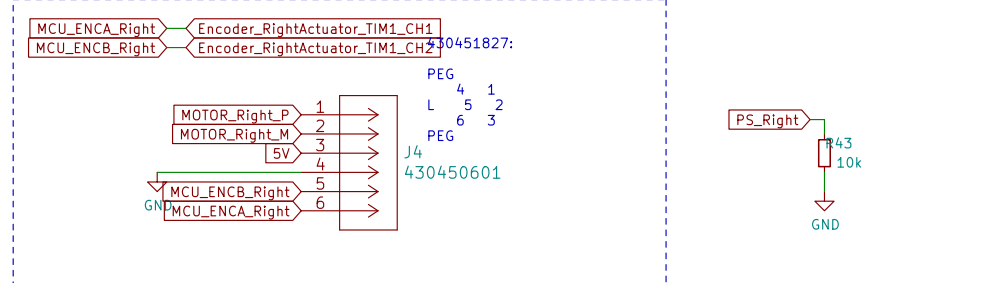 MCU_ENCA_Right Encoder_RightActuator_TIM1_CH1
MCU_ENCB_Right Encoder_RightActuator_TIM1_CH2
430451827:
PEG
4 1
L 5 2
6 3
PEG
MOTOR_Right_P 1
MOTOR_Right_M 2
5V 3
4
MCU_ENCB_Right 5
MCU_ENCA_Right 6
GND
J4
430450601
PS_Right
R43
10k
GND